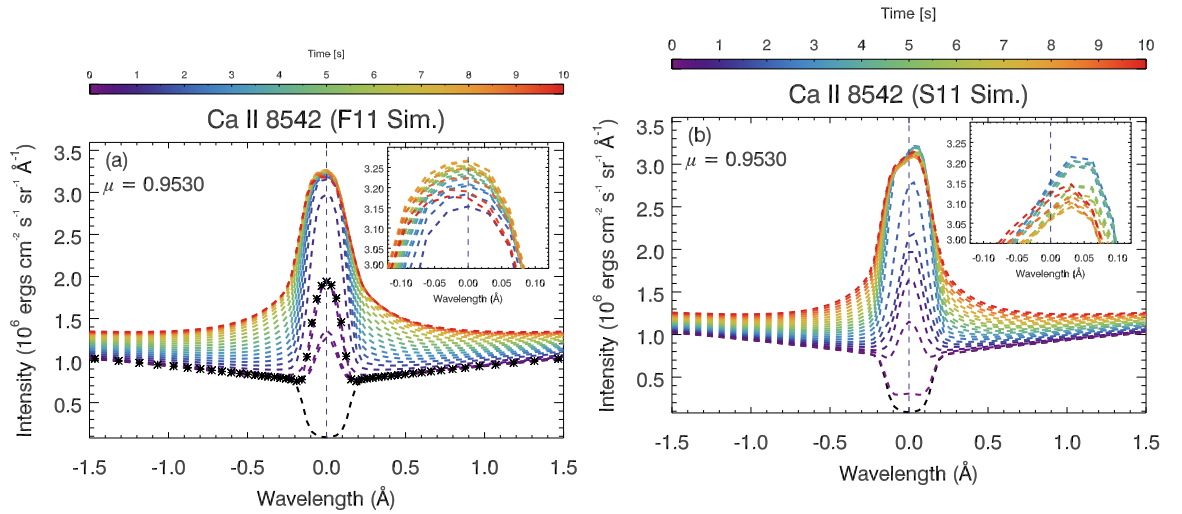 Time [s]
0 1 2 3 4 5 6 7 8 9 10
Ca II 8542 (F11 Sim.)
(a)
μ = 0.9530
Intensity (10⁶ ergs cm⁻² s⁻¹ sr⁻¹ Å⁻¹)
3.5
3.0
2.5
2.0
1.5
1.0
0.5
-1.5 -1.0 -0.5 0.0 0.5 1.0 1.5
Wavelength (Å)
3.25
3.20
3.15
3.10
3.05
3.00
-0.10 -0.05 0.00 0.05 0.10
Wavelength (Å)
Time [s]
0 1 2 3 4 5 6 7 8 9 10
Ca II 8542 (S11 Sim.)
(b)
μ = 0.9530
Intensity (10⁶ ergs cm⁻² s⁻¹ sr⁻¹ Å⁻¹)
3.5
3.0
2.5
2.0
1.5
1.0
0.5
-1.5 -1.0 -0.5 0.0 0.5 1.0 1.5
Wavelength (Å)
3.25
3.20
3.15
3.10
3.05
3.00
-0.10 -0.05 0.00 0.05 0.10
Wavelength (Å)